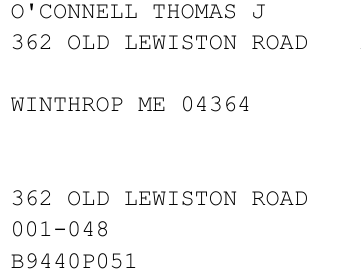 O'CONNELL THOMAS J
362 OLD LEWISTON ROAD
WINTHROP ME 04364
362 OLD LEWISTON ROAD
001-048
B9440P051